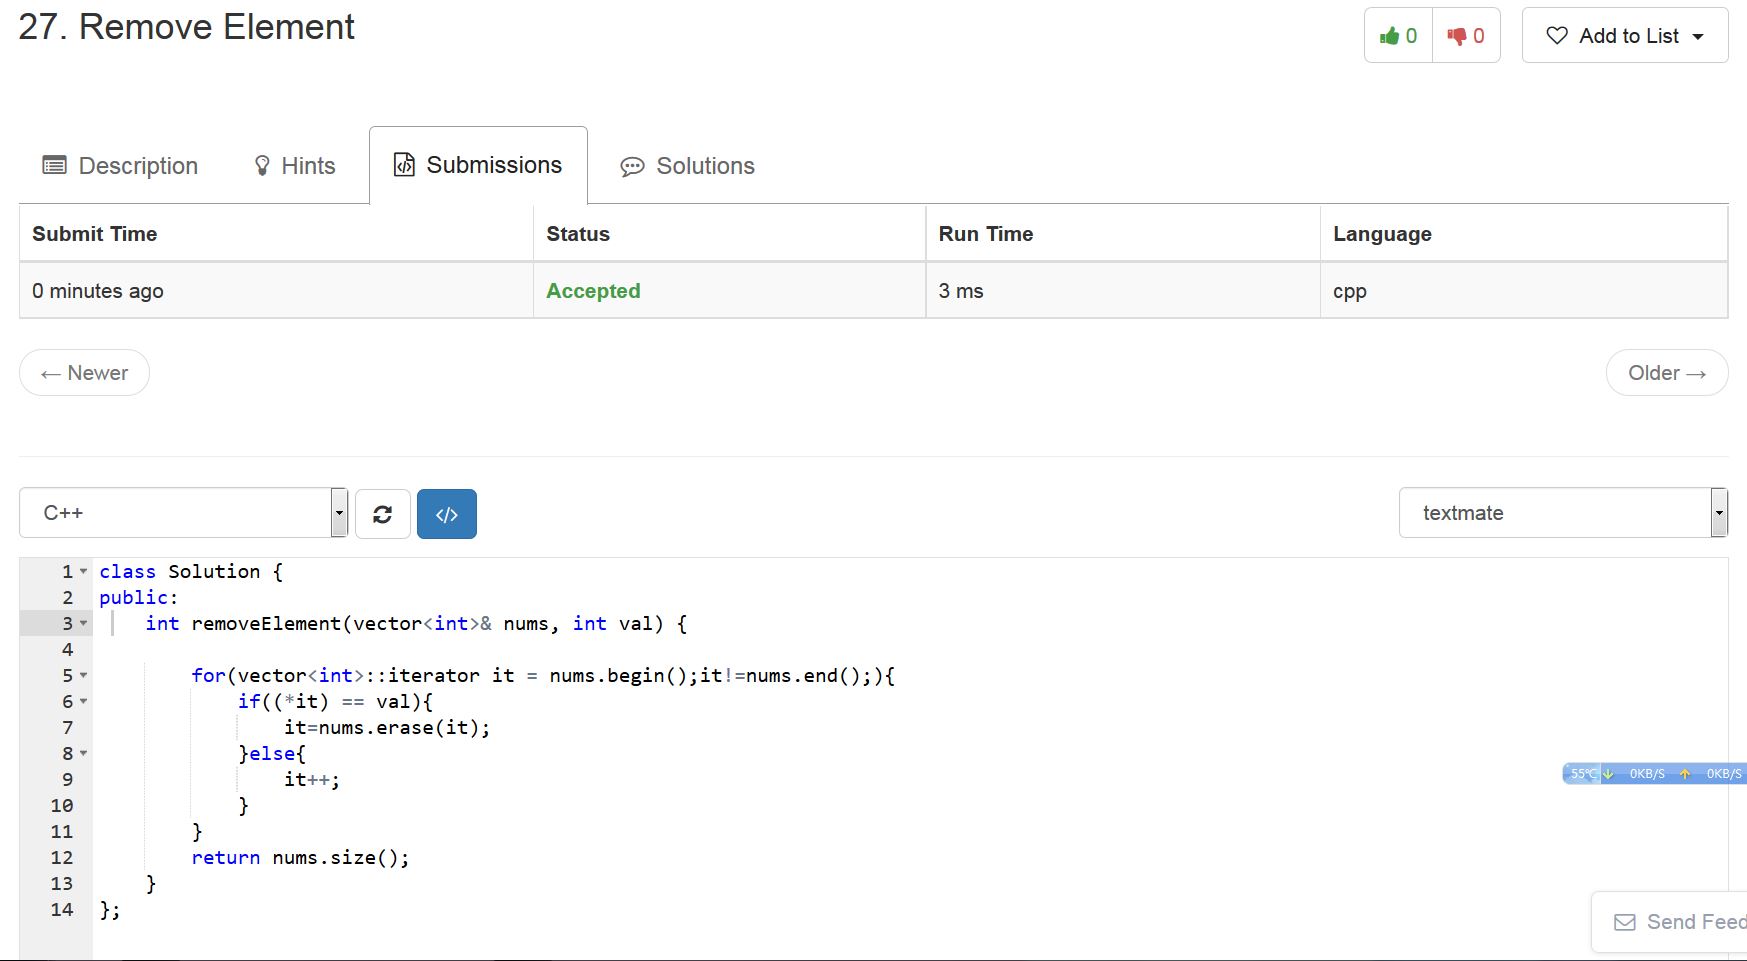 27. Remove Element
0 0 Add to List
Description Hints Submissions Solutions
Submit Time Status Run Time Language
0 minutes ago Accepted 3 ms cpp
← Newer Older →
C++ </> textmate
1 class Solution {
2 public:
3     int removeElement(vector<int>& nums, int val) {
4
5         for(vector<int>::iterator it = nums.begin();it!=nums.end();){
6             if((*it) == val){
7                 it=nums.erase(it);
8             }else{
9                 it++;
10             }
11         }
12         return nums.size();
13     }
14 };
55℃ ↓ 0KB/S ↑ 0KB/S
Send Feed